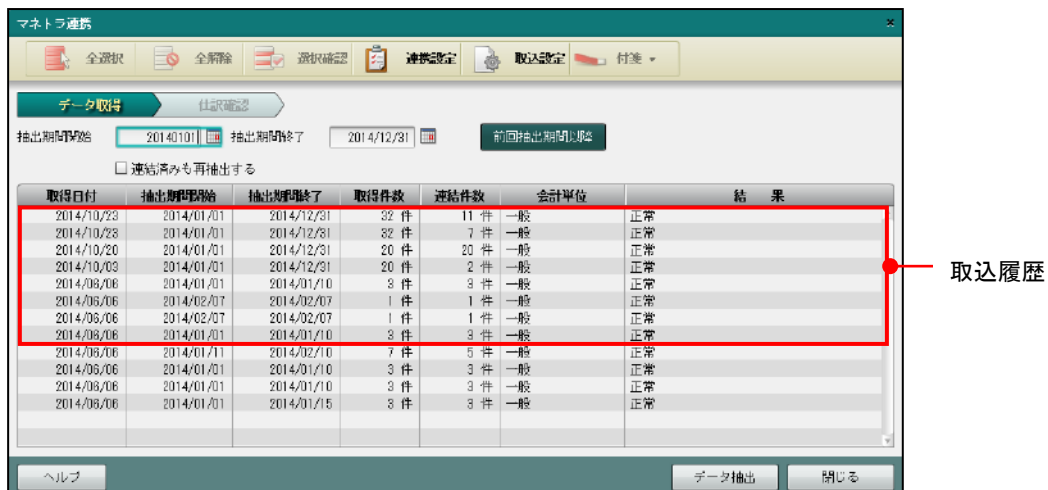 マネトラ連携
全選択 全解除 選択確認 連携設定 取込設定 付箋
データ取得 仕訳確認
抽出期間開始 20140101 抽出期間終了 2014/12/31 前回抽出期間以降
連結済みも再抽出する
取得日付 抽出期間開始 抽出期間終了 取得件数 連結件数 会計単位 結 果
2014/10/23 2014/01/01 2014/12/31 32 件 11 件 一般 正常
2014/10/23 2014/01/01 2014/12/31 32 件 7 件 一般 正常
2014/10/20 2014/01/01 2014/12/31 20 件 20 件 一般 正常
2014/10/03 2014/01/01 2014/12/31 20 件 2 件 一般 正常
2014/06/06 2014/01/01 2014/01/10 3 件 3 件 一般 正常
2014/06/06 2014/02/07 2014/02/07 1 件 1 件 一般 正常
2014/06/06 2014/02/07 2014/02/07 1 件 1 件 一般 正常
2014/06/06 2014/01/01 2014/01/10 3 件 3 件 一般 正常
2014/06/06 2014/01/11 2014/02/10 7 件 5 件 一般 正常
2014/06/06 2014/01/01 2014/01/10 3 件 3 件 一般 正常
2014/06/06 2014/01/01 2014/01/10 3 件 3 件 一般 正常
2014/06/06 2014/01/01 2014/01/15 3 件 3 件 一般 正常
取込履歴
ヘルプ データ抽出 閉じる